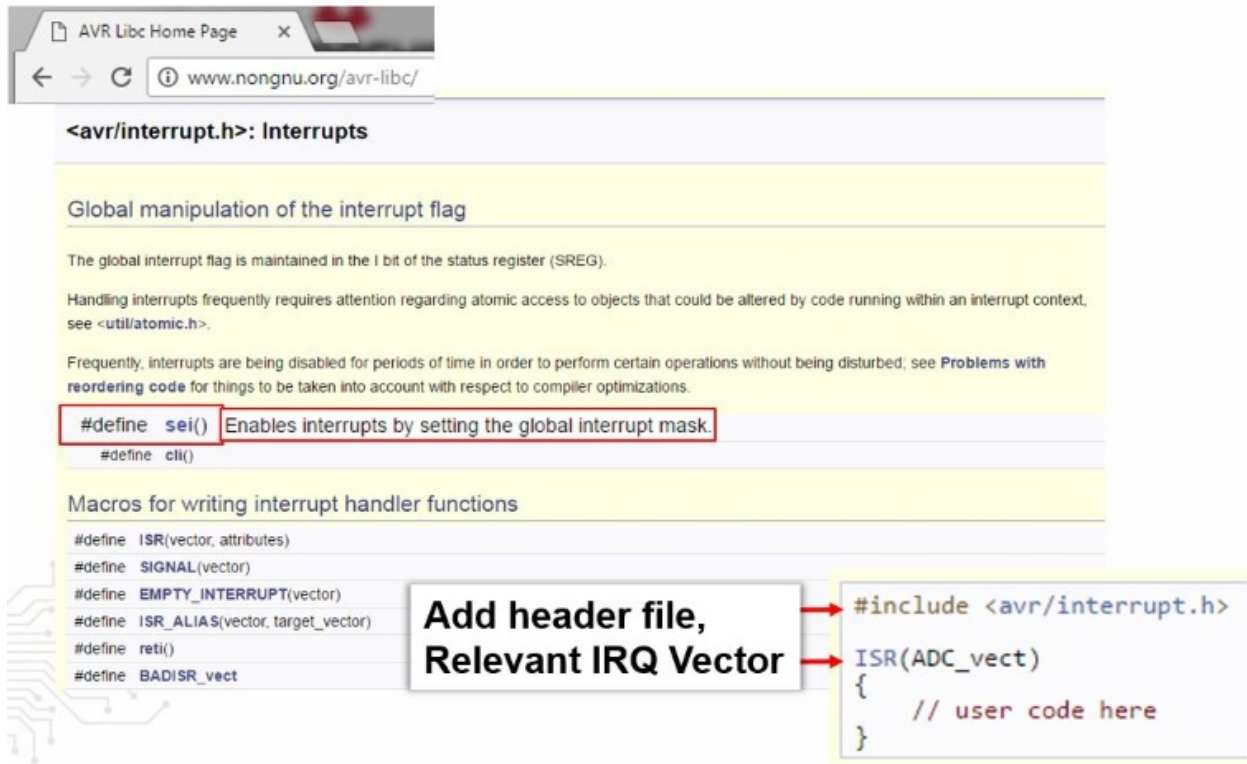 AVR Libc Home Page
www.nongnu.org/avr-libc/
<avr/interrupt.h>: Interrupts
Global manipulation of the interrupt flag
The global interrupt flag is maintained in the I bit of the status register (SREG).
Handling interrupts frequently requires attention regarding atomic access to objects that could be altered by code running within an interrupt context,
see <util/atomic.h>.
Frequently, interrupts are being disabled for periods of time in order to perform certain operations without being disturbed; see Problems with
reordering code for things to be taken into account with respect to compiler optimizations.
#define sei() Enables interrupts by setting the global interrupt mask.
#define cli()
Macros for writing interrupt handler functions
#define ISR(vector, attributes)
#define SIGNAL(vector)
#define EMPTY_INTERRUPT(vector)
#define ISR_ALIAS(vector, target_vector)
#define reti()
#define BADISR_vect
Add header file,
Relevant IRQ Vector
#include <avr/interrupt.h>
ISR(ADC_vect)
{
// user code here
}